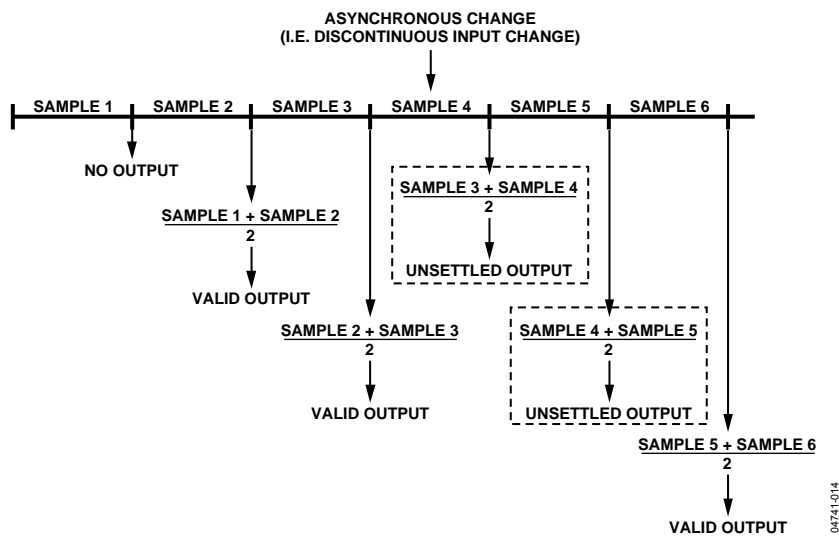 ASYNCHRONOUS CHANGE
(I.E. DISCONTINUOUS INPUT CHANGE)
SAMPLE 1 SAMPLE 2 SAMPLE 3 SAMPLE 4 SAMPLE 5 SAMPLE 6
NO OUTPUT
SAMPLE 1 + SAMPLE 2
2
VALID OUTPUT
SAMPLE 2 + SAMPLE 3
2
VALID OUTPUT
SAMPLE 3 + SAMPLE 4
2
UNSETTLED OUTPUT
SAMPLE 4 + SAMPLE 5
2
UNSETTLED OUTPUT
SAMPLE 5 + SAMPLE 6
2
VALID OUTPUT
04741-014